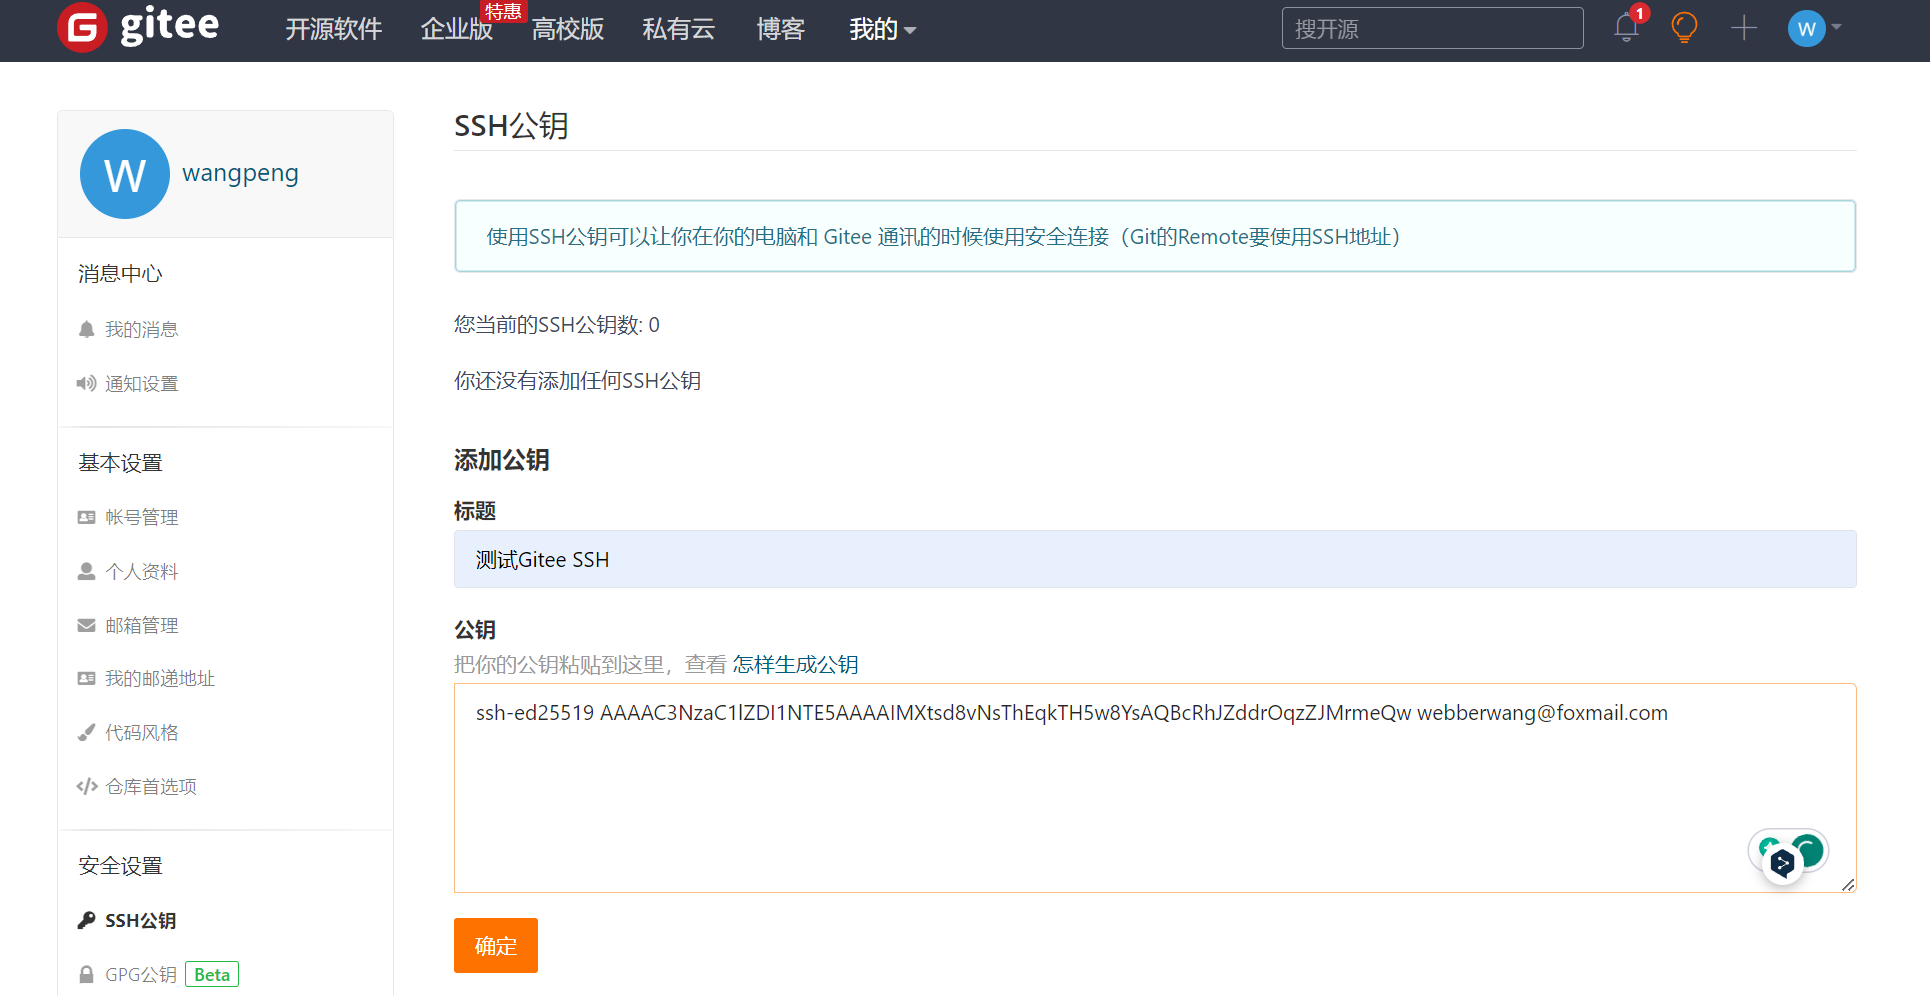 gitee
开源软件
企业版
特惠
高校版
私有云
博客
我的
搜开源
1
W
W
wangpeng
消息中心
我的消息
通知设置
基本设置
帐号管理
个人资料
邮箱管理
我的邮递地址
代码风格
仓库首选项
安全设置
SSH公钥
GPG公钥 Beta
SSH公钥
使用SSH公钥可以让你在你的电脑和 Gitee 通讯的时候使用安全连接（Git的Remote要使用SSH地址）
您当前的SSH公钥数: 0
你还没有添加任何SSH公钥
添加公钥
标题
测试Gitee SSH
公钥
把你的公钥粘贴到这里，查看 怎样生成公钥
ssh-ed25519 AAAAC3NzaC1lZDI1NTE5AAAAIMXtsd8vNsThEqkTH5w8YsAQBcRhJZddrOqzZJMrmeQw webberwang@foxmail.com
确定